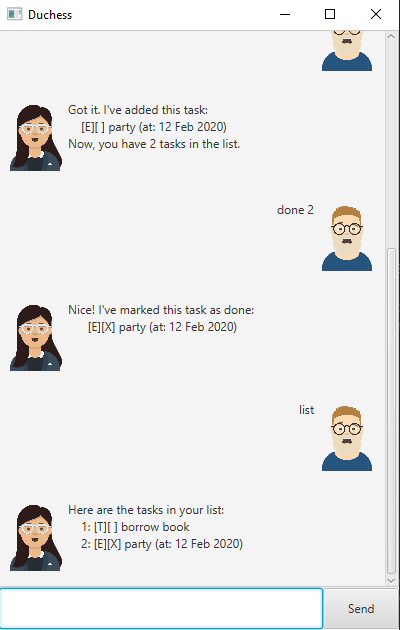 Duchess
Got it. I've added this task:
[E][ ] party (at: 12 Feb 2020)
Now, you have 2 tasks in the list.
done 2
Nice! I've marked this task as done:
[E][X] party (at: 12 Feb 2020)
list
Here are the tasks in your list:
1: [T][ ] borrow book
2: [E][X] party (at: 12 Feb 2020)
Send